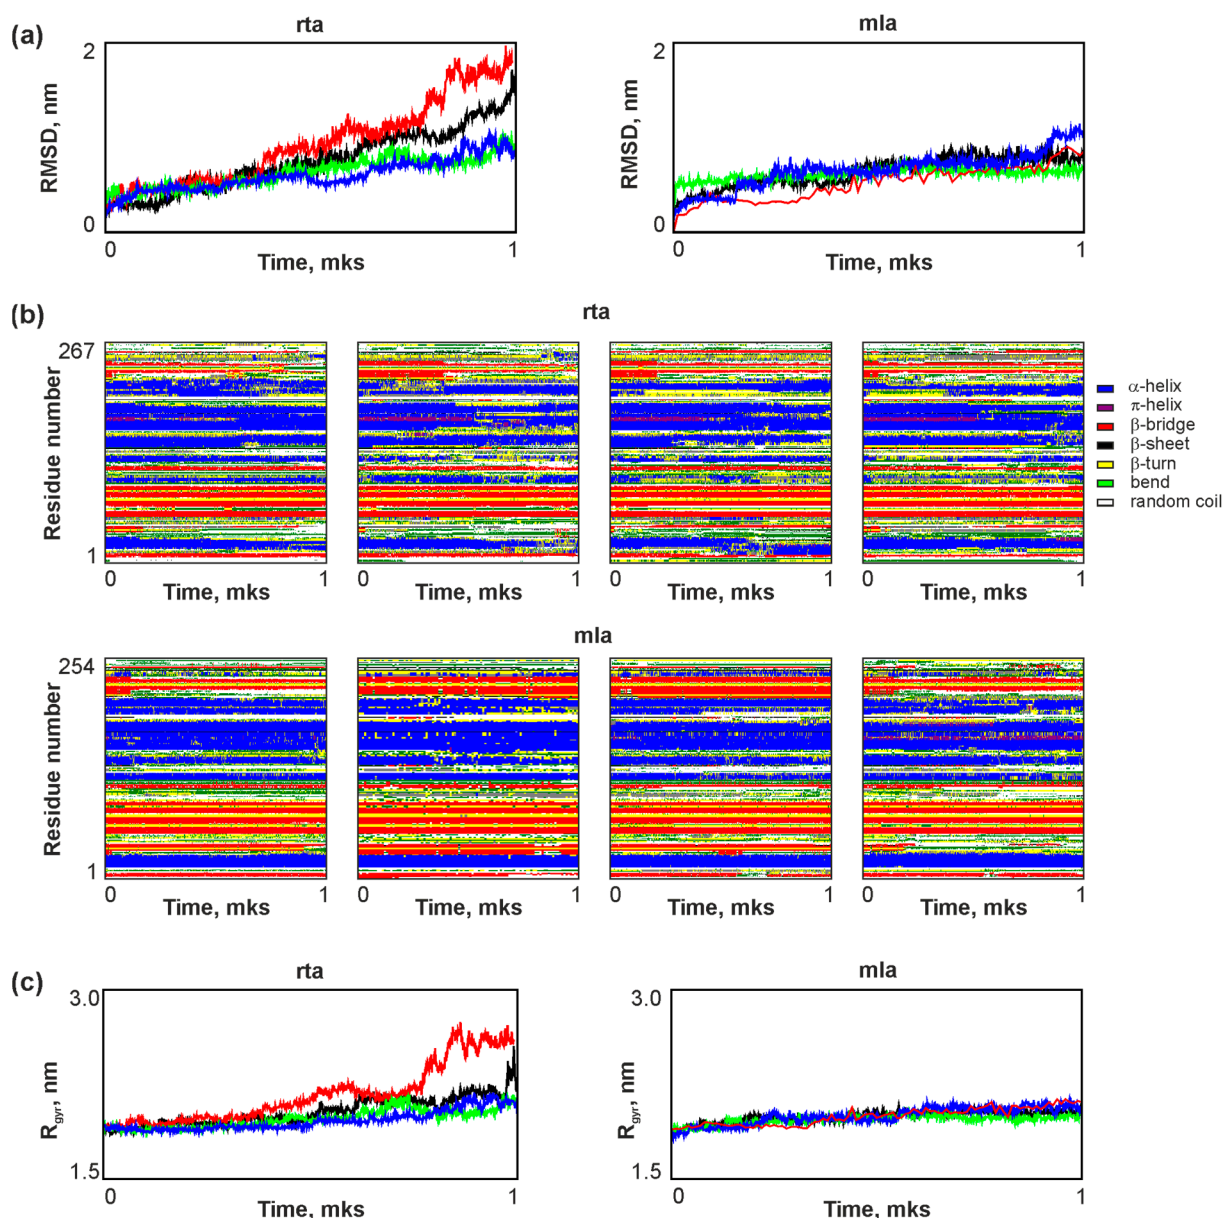 (a)
rta
mla
2
RMSD, nm
0
0
1
Time, mks
2
RMSD, nm
0
0
1
Time, mks
(b)
rta
267
Residue number
1
0
1
Time, mks
0
1
Time, mks
0
1
Time, mks
0
1
Time, mks
α-helix
π-helix
β-bridge
β-sheet
β-turn
bend
random coil
mla
254
Residue number
1
0
1
Time, mks
0
1
Time, mks
0
1
Time, mks
0
1
Time, mks
(c)
rta
mla
3.0
Rgyr, nm
1.5
0
1
Time, mks
3.0
Rgyr, nm
1.5
0
1
Time, mks